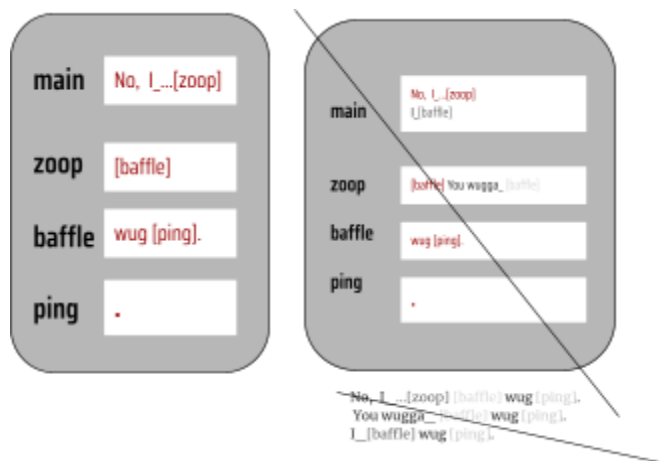 main No, I_...[zoop]
zoop [baffle]
baffle wug [ping].
ping .
main No, I_...[zoop]
I_[baffle]
zoop [baffle] You wugga_ [baffle]
baffle wug [ping].
ping .
No, I_...[zoop] [baffle] wug [ping].
You wugga_ [baffle] wug [ping].
I_[baffle] wug [ping].